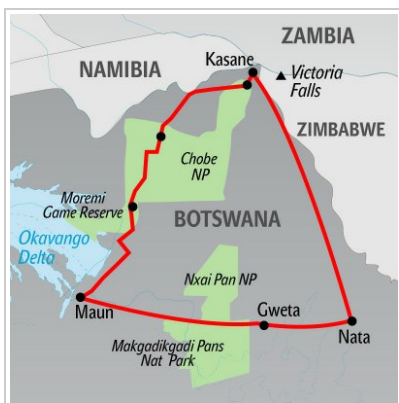 ZAMBIA
NAMIBIA
Kasane
Victoria
Falls
ZIMBABWE
Chobe
NP
Moremi
Game Reserve
BOTSWANA
Okavango
Delta
Nxai Pan NP
Maun
Gweta
Nata
Makgadikgadi Pans
Nat Park